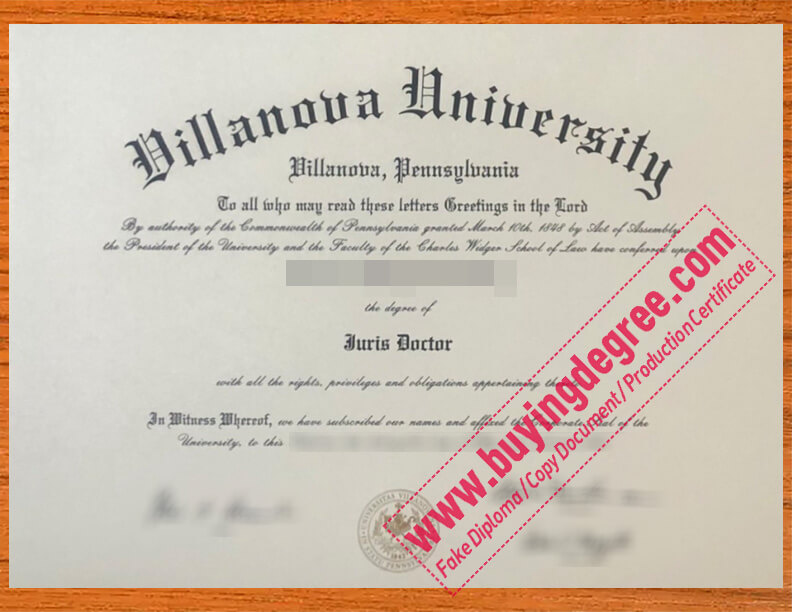 Villanova University
Villanova, Pennsylvania
To all who may read these letters Greetings in the Lord
By authority of the Commonwealth of Pennsylvania granted March 10th, 1848 by Act of Assembly
the President of the University and the Faculty of the Charles Widger School of Law have conferred upon
the degree of
Juris Doctor
with all the rights, privileges and obligations appertaining
In Witness Whereof, we have subscribed our names and affixed the Corporate Seal of the
University, to this
www.buyingdegree.com
Fake Diploma/Copy Document/Production Certificate